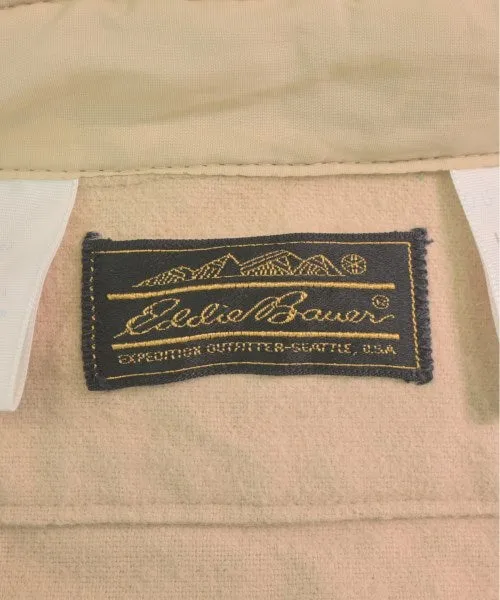 Eddie Bauer ®
EXPEDITION OUTFITTER-SEATTLE, U.S.A.